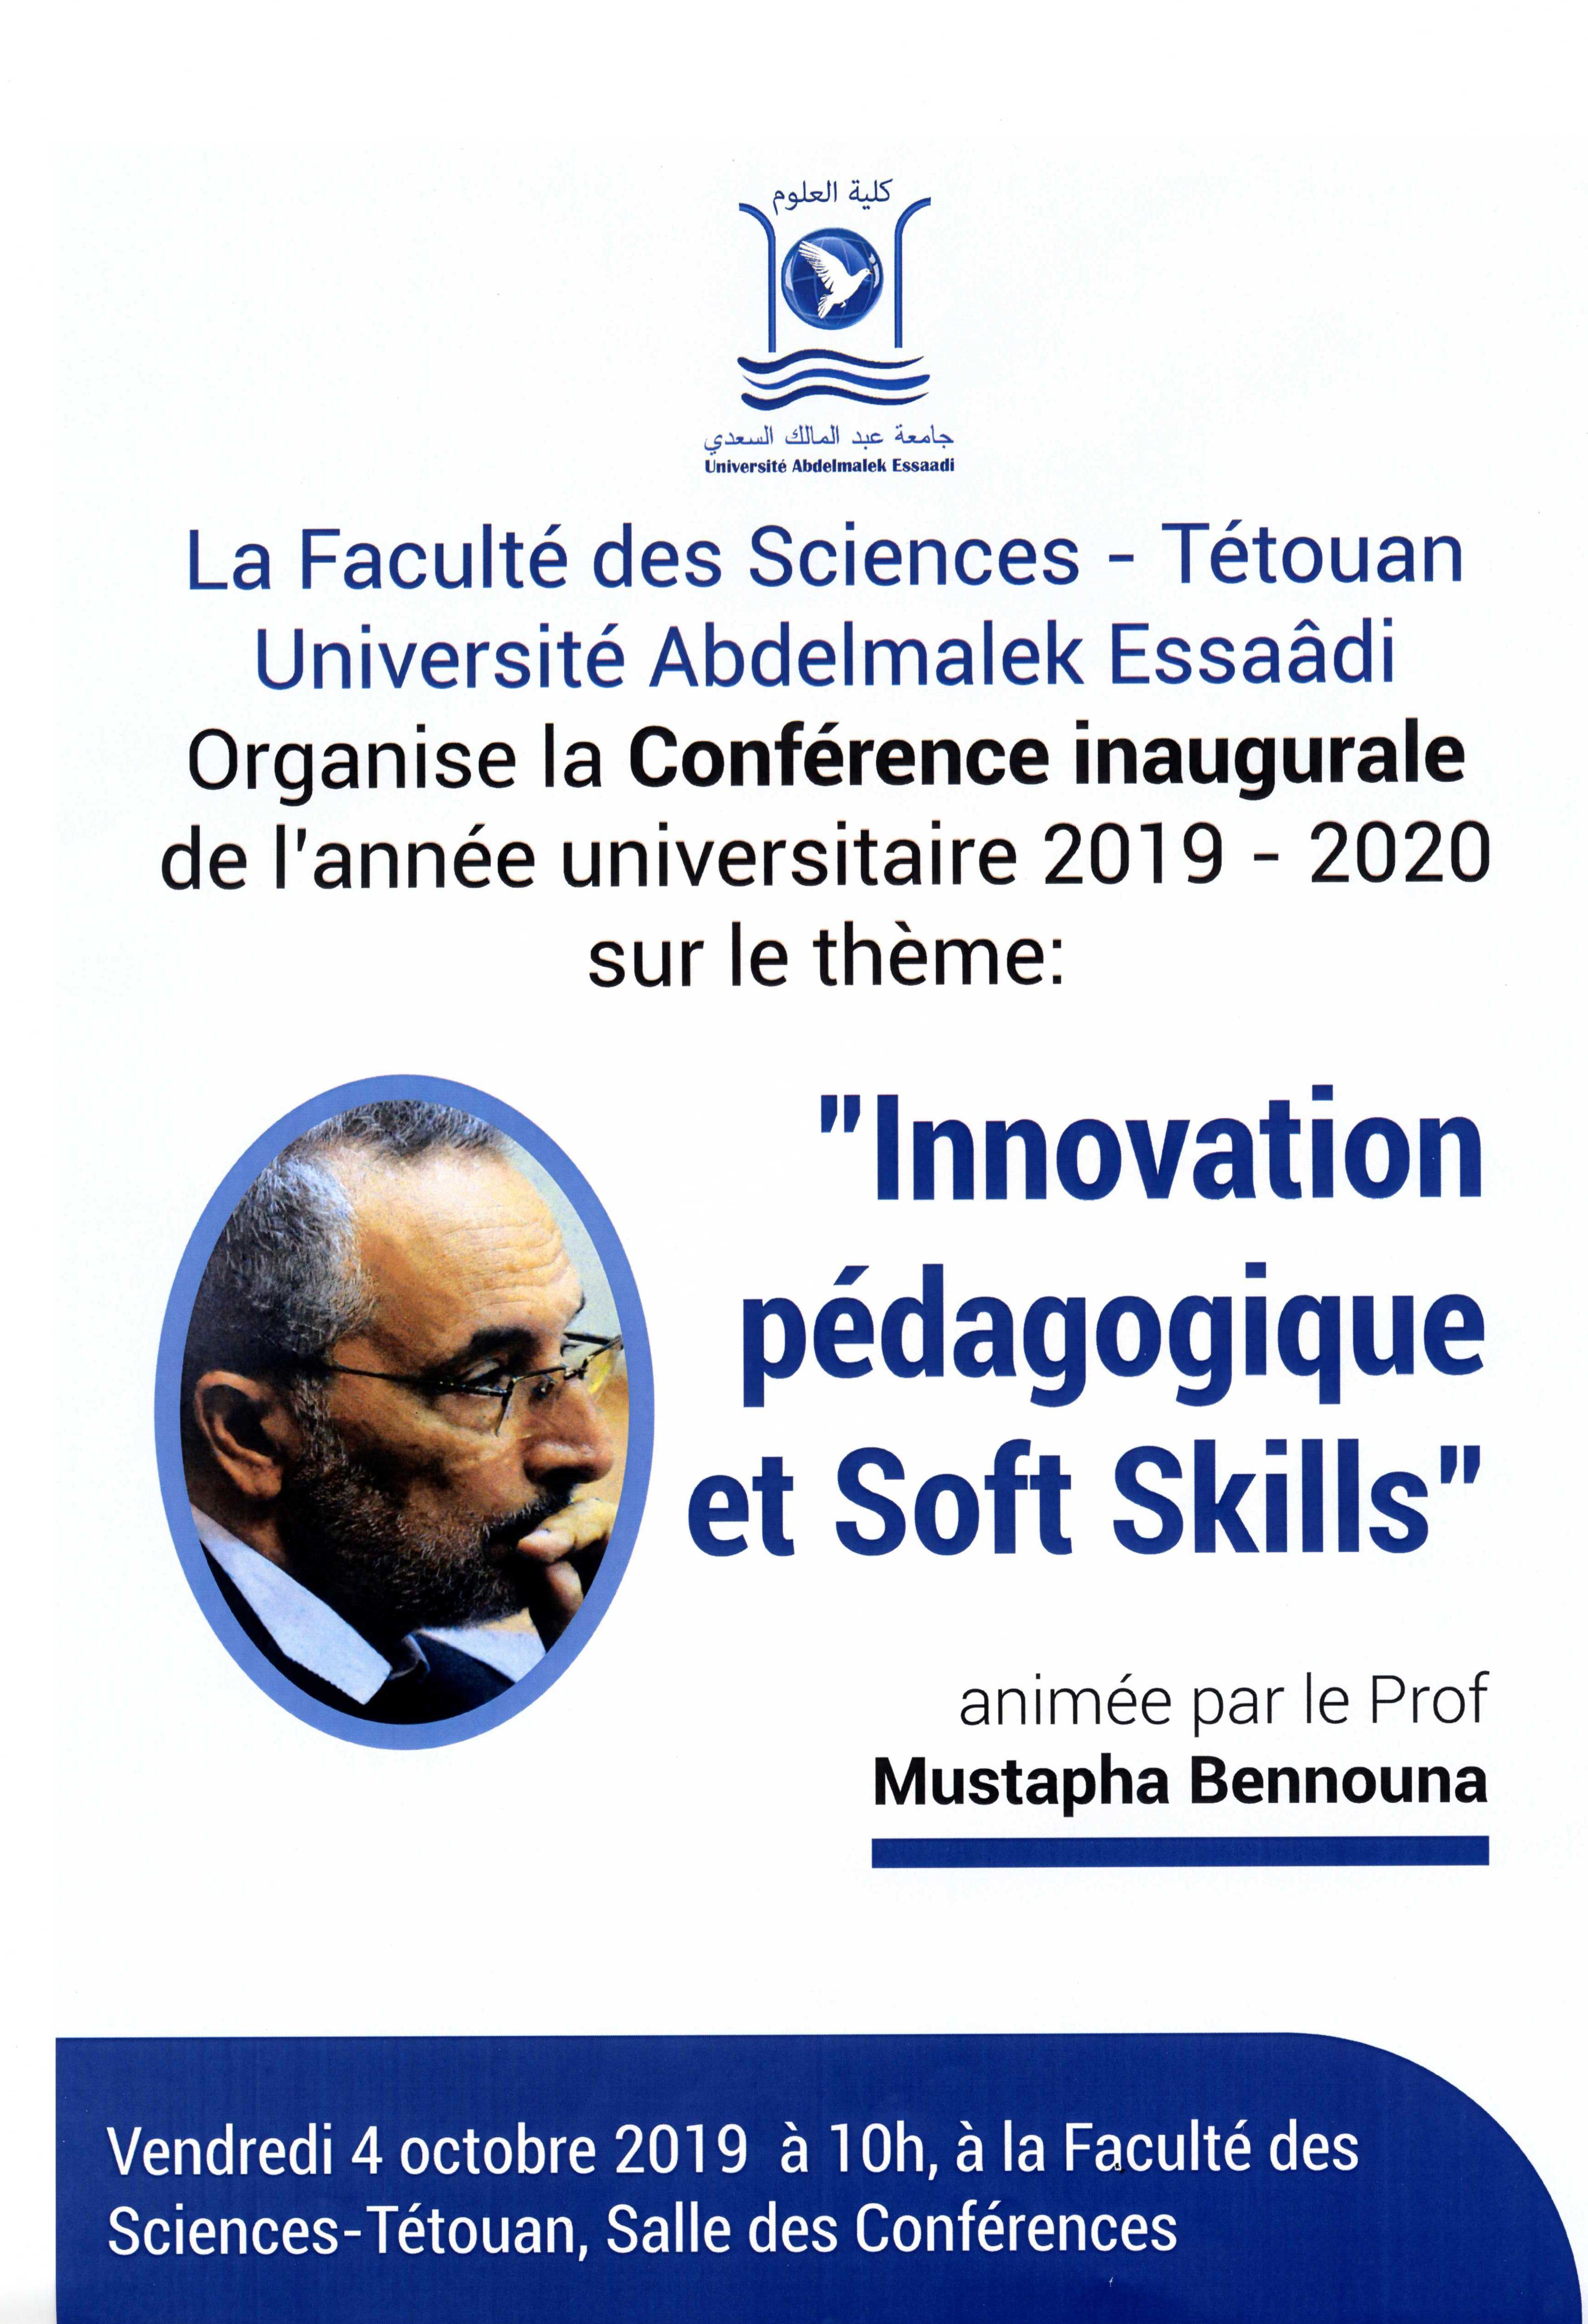 كلية العلوم
جامعة عبد المالك السعدي
Université Abdelmalek Essaadi
La Faculté des Sciences - Tétouan
Université Abdelmalek Essaâdi
Organise la Conférence inaugurale
de l'année universitaire 2019 - 2020
sur le thème:
"Innovation
pédagogique
et Soft Skills"
animée par le Prof
Mustapha Bennouna
Vendredi 4 octobre 2019 à 10h, à la Faculté des
Sciences-Tétouan, Salle des Conférences